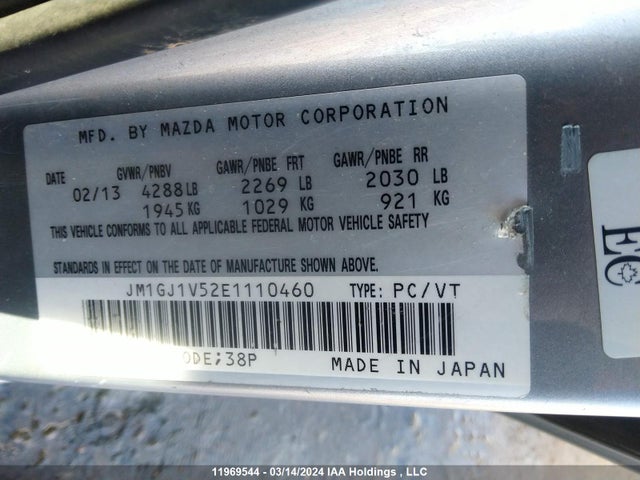 MFD. BY MAZDA MOTOR CORPORATION
DATE GVWR/PNBV GAWR/PNBE FRT GAWR/PNBE RR
02/13 4288 LB 2269 LB 2030 LB
1945 KG 1029 KG 921 KG
THIS VEHICLE CONFORMS TO ALL APPLICABLE FEDERAL MOTOR VEHICLE SAFETY
STANDARDS IN EFFECT ON THE DATE OF MANUFACTURE SHOWN ABOVE.
JM1GJ1V52E1110460 TYPE: PC/VT
ODE;38P MADE IN JAPAN
EC
11969544 — 03/14/2024 IAA Holdings , LLC